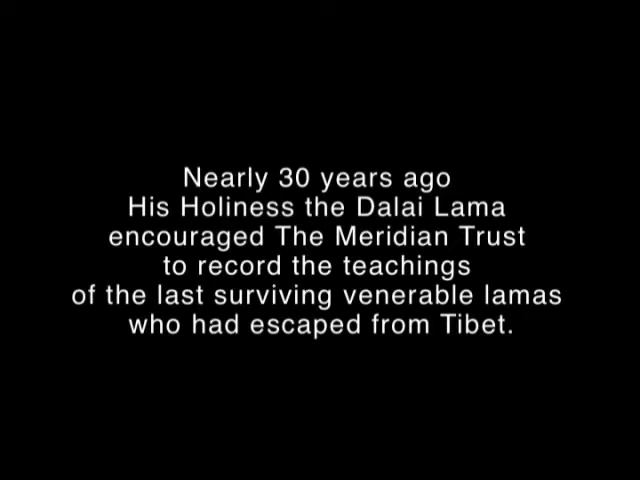 Nearly 30 years ago
His Holiness the Dalai Lama
encouraged The Meridian Trust
to record the teachings
of the last surviving venerable lamas
who had escaped from Tibet.